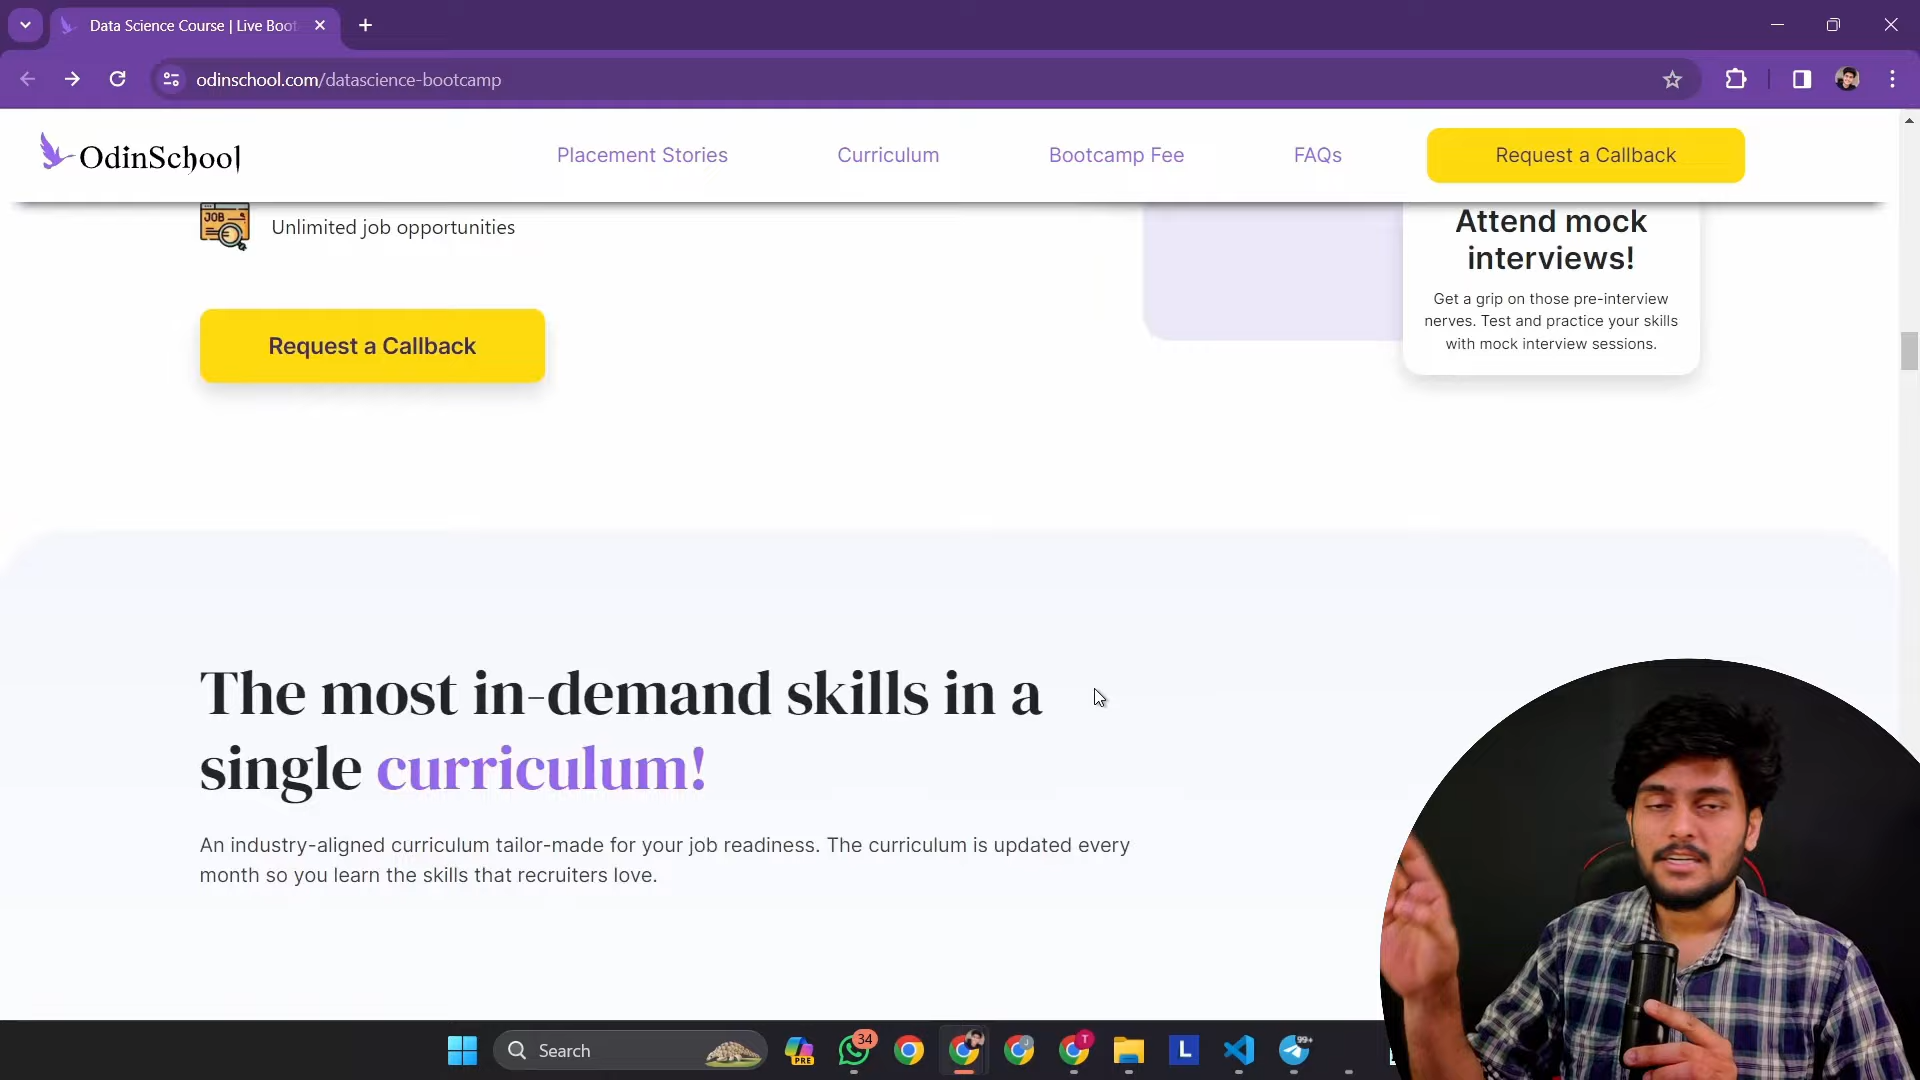 Data Science Course | Live Boot
odinschool.com/datascience-bootcamp
OdinSchool
Placement Stories
Curriculum
Bootcamp Fee
FAQs
Request a Callback
JOB
Unlimited job opportunities
Attend mock
interviews!
Get a grip on those pre-interview
nerves. Test and practice your skills
with mock interview sessions.
Request a Callback
The most in-demand skills in a
single curriculum!
An industry-aligned curriculum tailor-made for your job readiness. The curriculum is updated every
month so you learn the skills that recruiters love.
Search
PRE
34
J
T
L
99+